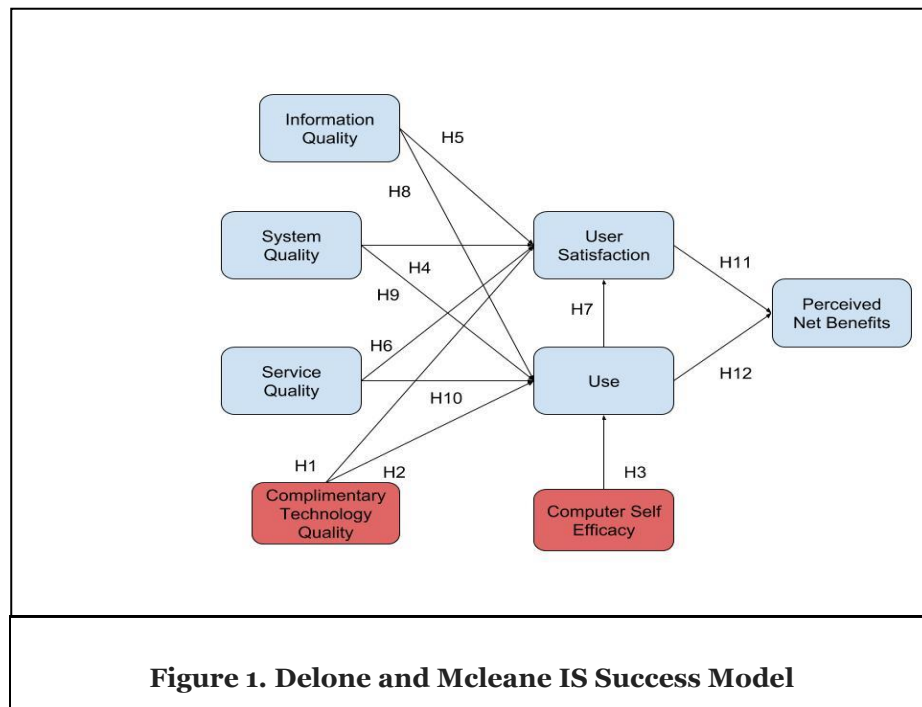 Information
Quality
H5
H8
System
Quality
User
Satisfaction
H4
H9
H11
H7
Perceived
Net Benefits
H6
Service
Quality
Use
H12
H10
H1
H2
H3
Complimentary
Technology
Quality
Computer Self
Efficacy
Figure 1. Delone and Mcleane IS Success Model